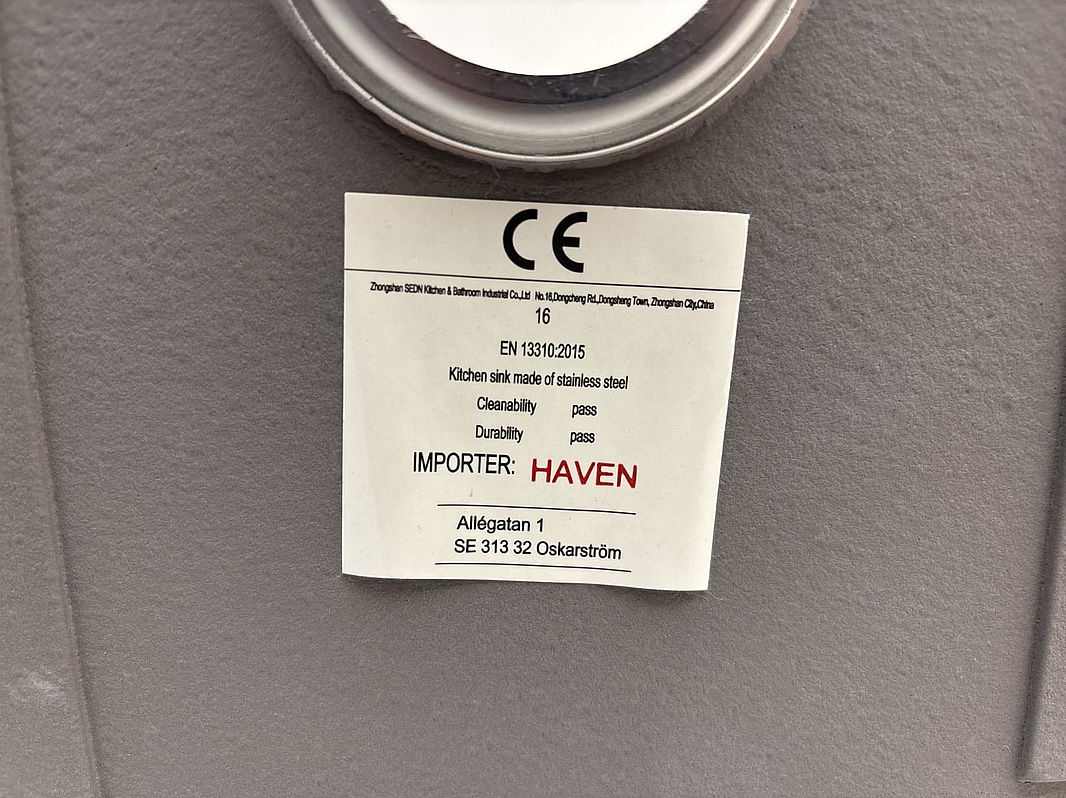 CE
Zhongshan SEDN Kitchen & Bathroom Industrial Co.,Ltd No.16,Dongcheng Rd.,Dongsheng Town, Zhongshan City,China
16
EN 13310:2015
Kitchen sink made of stainless steel
Cleanability pass
Durability pass
IMPORTER: HAVEN
Allégatan 1
SE 313 32 Oskarström